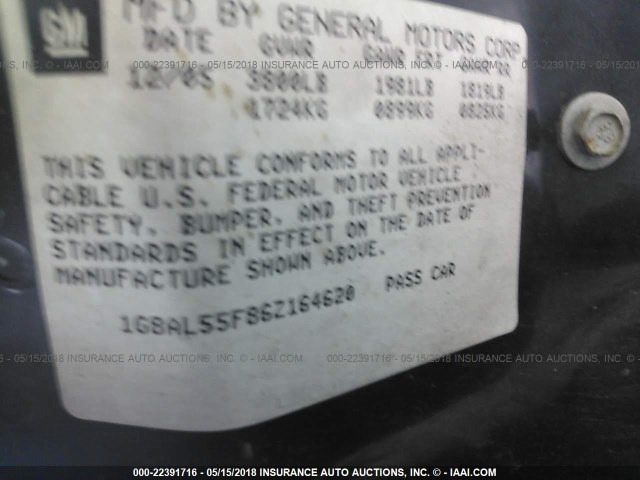 GM
MFD BY GENERAL MOTORS CORP
DATE GVWR GAWR FRT GAWR RR
12/05 3800LB 1981LB 1819LB
1724KG 0899KG 0825KG
THIS VEHICLE CONFORMS TO ALL APPLI-
CABLE U.S. FEDERAL MOTOR VEHICLE
SAFETY, BUMPER, AND THEFT PREVENTION
STANDARDS IN EFFECT ON THE DATE OF
MANUFACTURE SHOWN ABOVE.
1G8AL55F86Z164620 PASS CAR
000-22391716 - 05/15/2018 INSURANCE AUTO AUCTIONS, INC. - © IAAI.COM